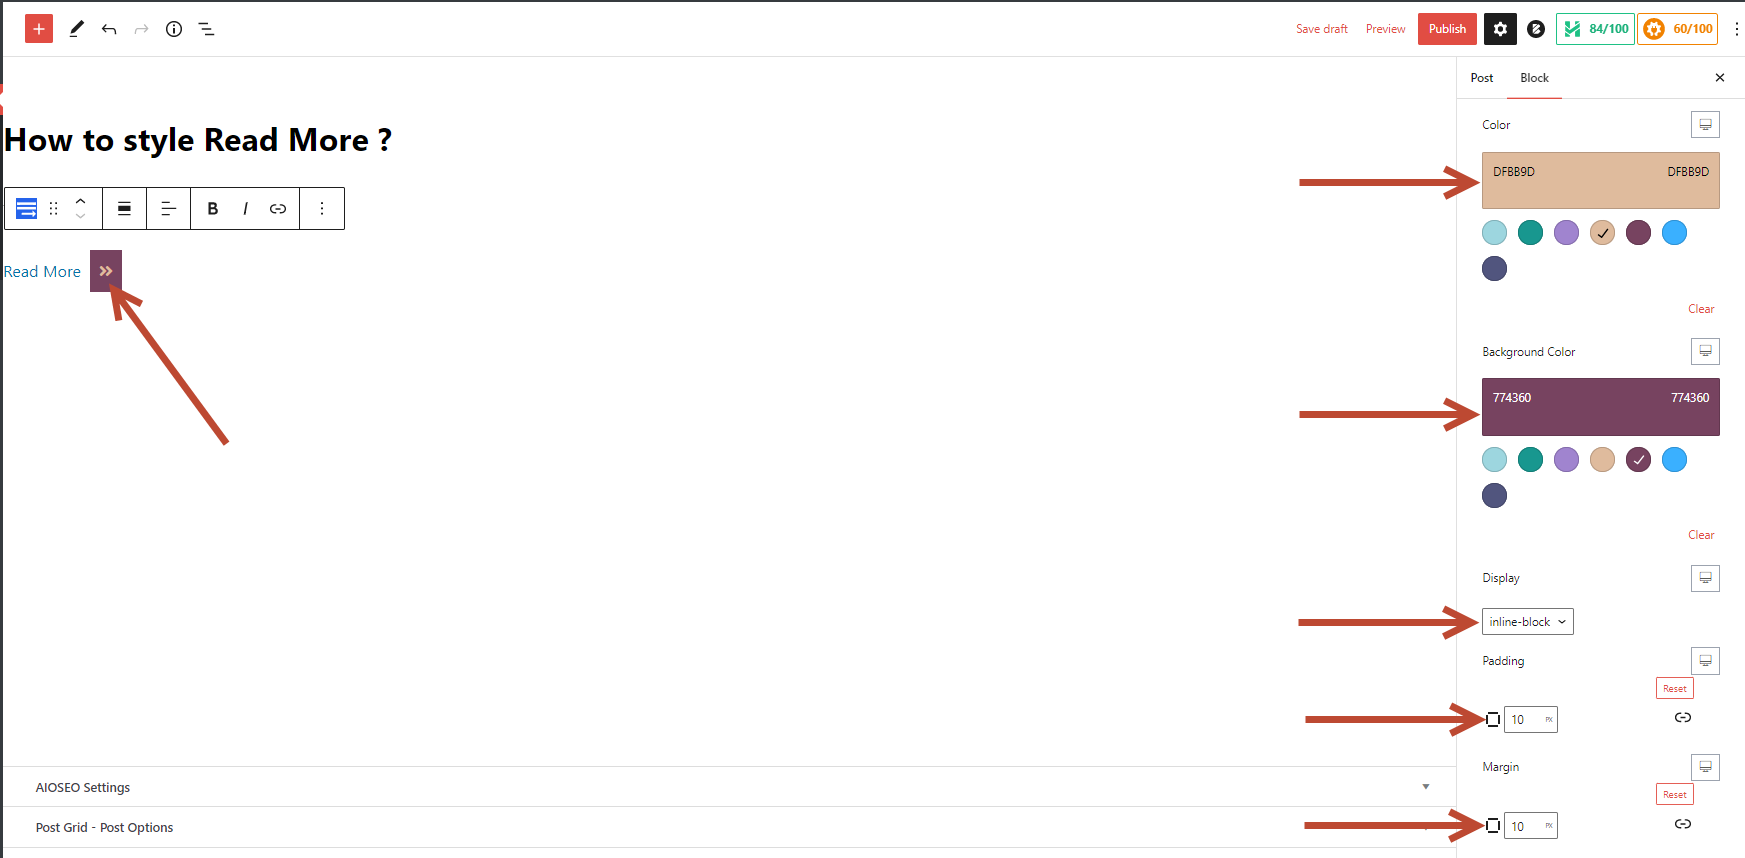 Save draft Preview Publish 84/100 60/100
Post Block
How to style Read More ?
B I
Read More »
Color
DFBB9D DFBB9D
Clear
Background Color
774360 774360
Clear
Display
inline-block
Padding
Reset
10 PX
Margin
Reset
10 PX
AIOSEO Settings
Post Grid - Post Options